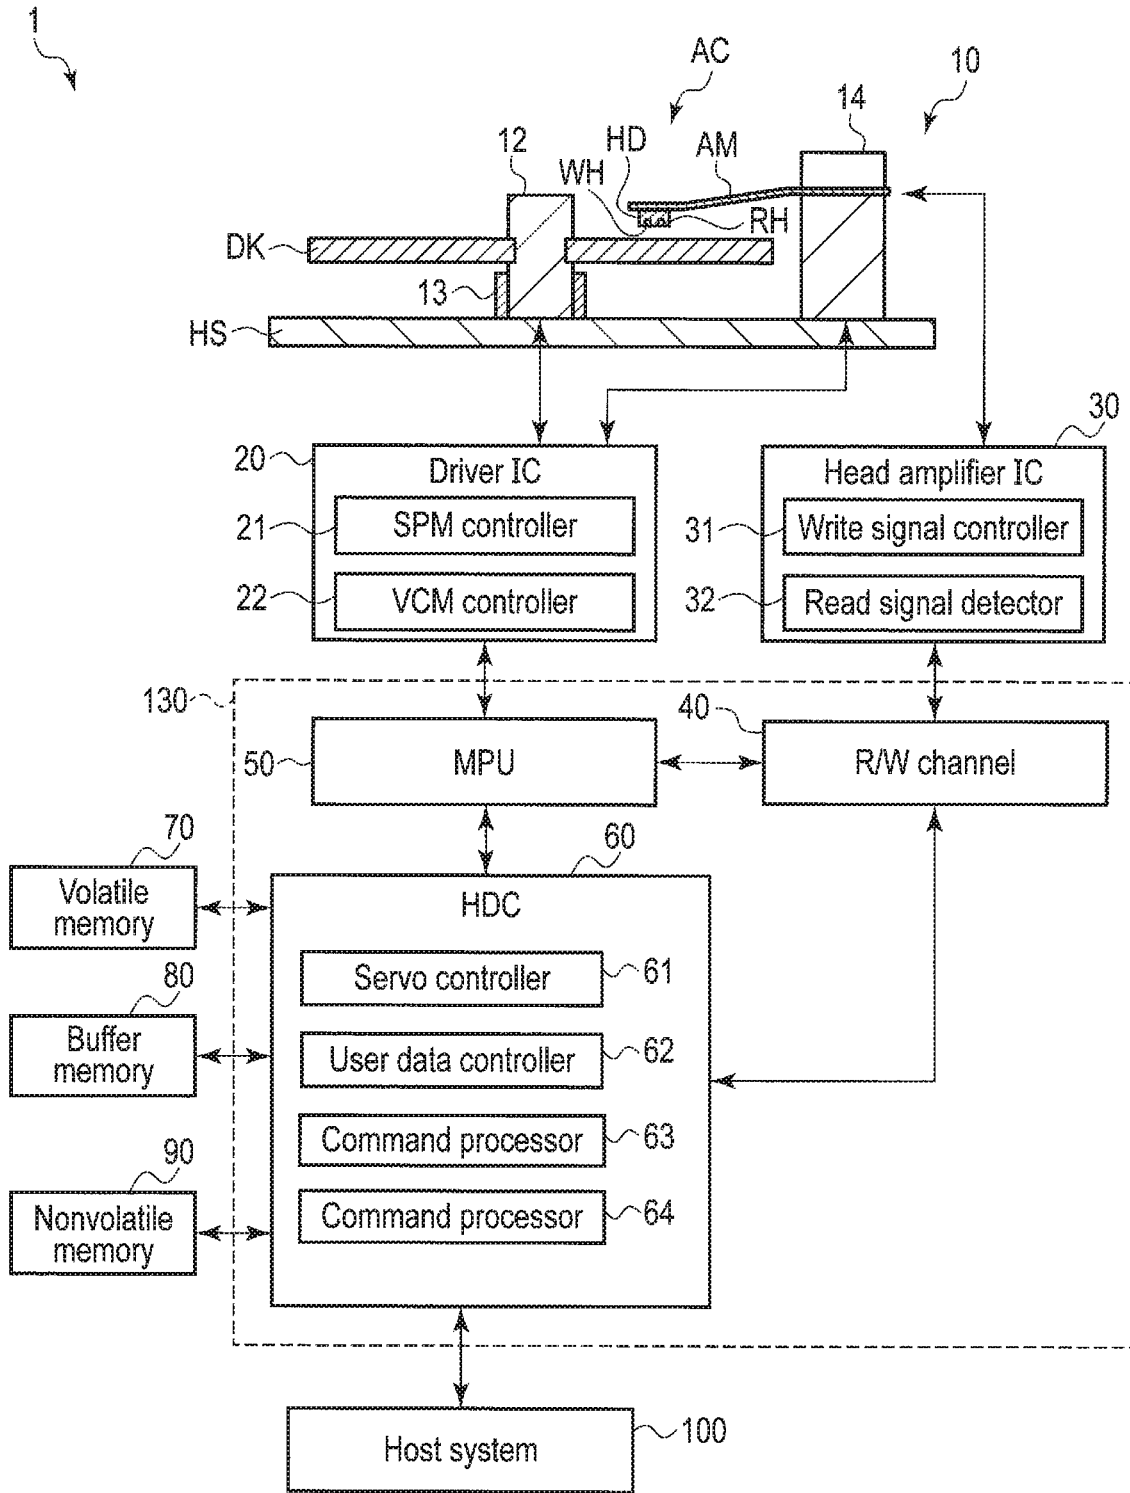 1
AC
10
14
12
HD
AM
WH
RH
DK
13
HS
20
Driver IC
30
Head amplifier IC
21
SPM controller
31
Write signal controller
22
VCM controller
32
Read signal detector
130
40
50
MPU
R/W channel
70
60
Volatile
memory
HDC
Servo controller
61
80
Buffer
memory
User data controller
62
Command processor
63
90
Nonvolatile
memory
Command processor
64
Host system
100